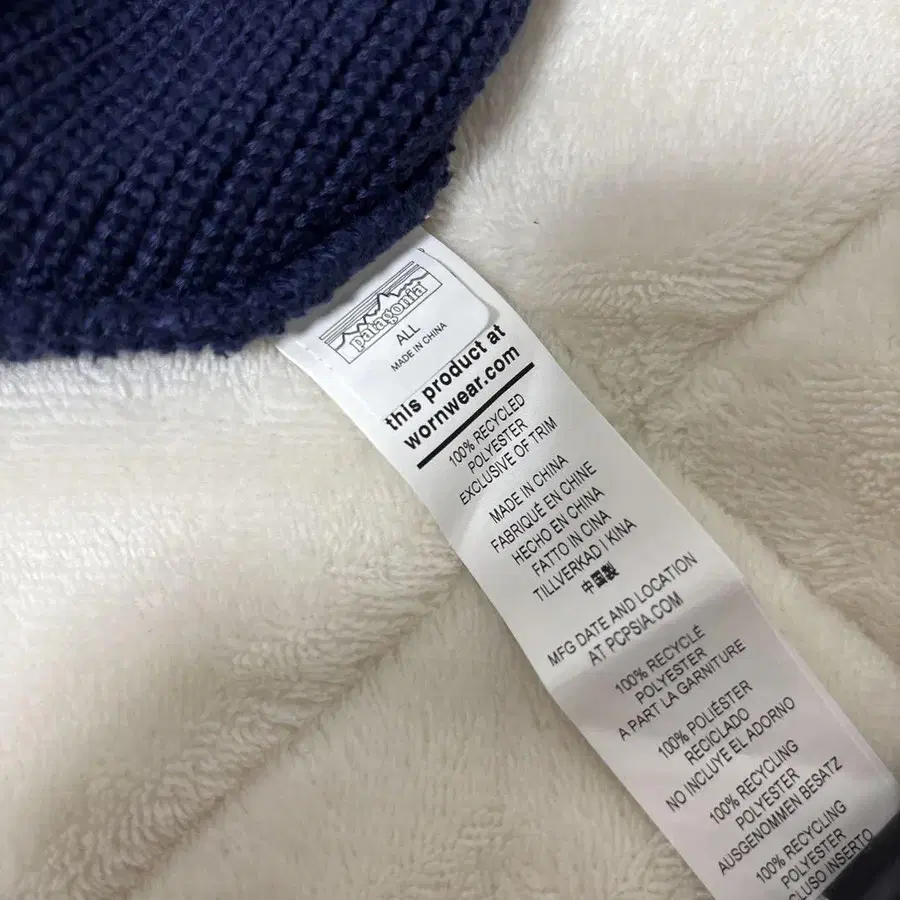 patagonia®
ALL
MADE IN CHINA
this product at
wornwear.com
100% RECYCLED
POLYESTER
EXCLUSIVE OF TRIM
MADE IN CHINA
FABRIQUÉ EN CHINE
HECHO EN CHINA
FATTO IN CINA
TILLVERKAD I KINA
中国製
MFG DATE AND LOCATION
AT PCPSIA.COM
100% RECYCLÉ
POLYESTER
A PART LA GARNITURE
100% POLIÉSTER
RECICLADO
NO INCLUYE EL ADORNO
100% RECYCLING
POLYESTER
AUSGENOMMEN BESATZ
100% RECYCLING
POLYESTER
CLUSO INSERTO